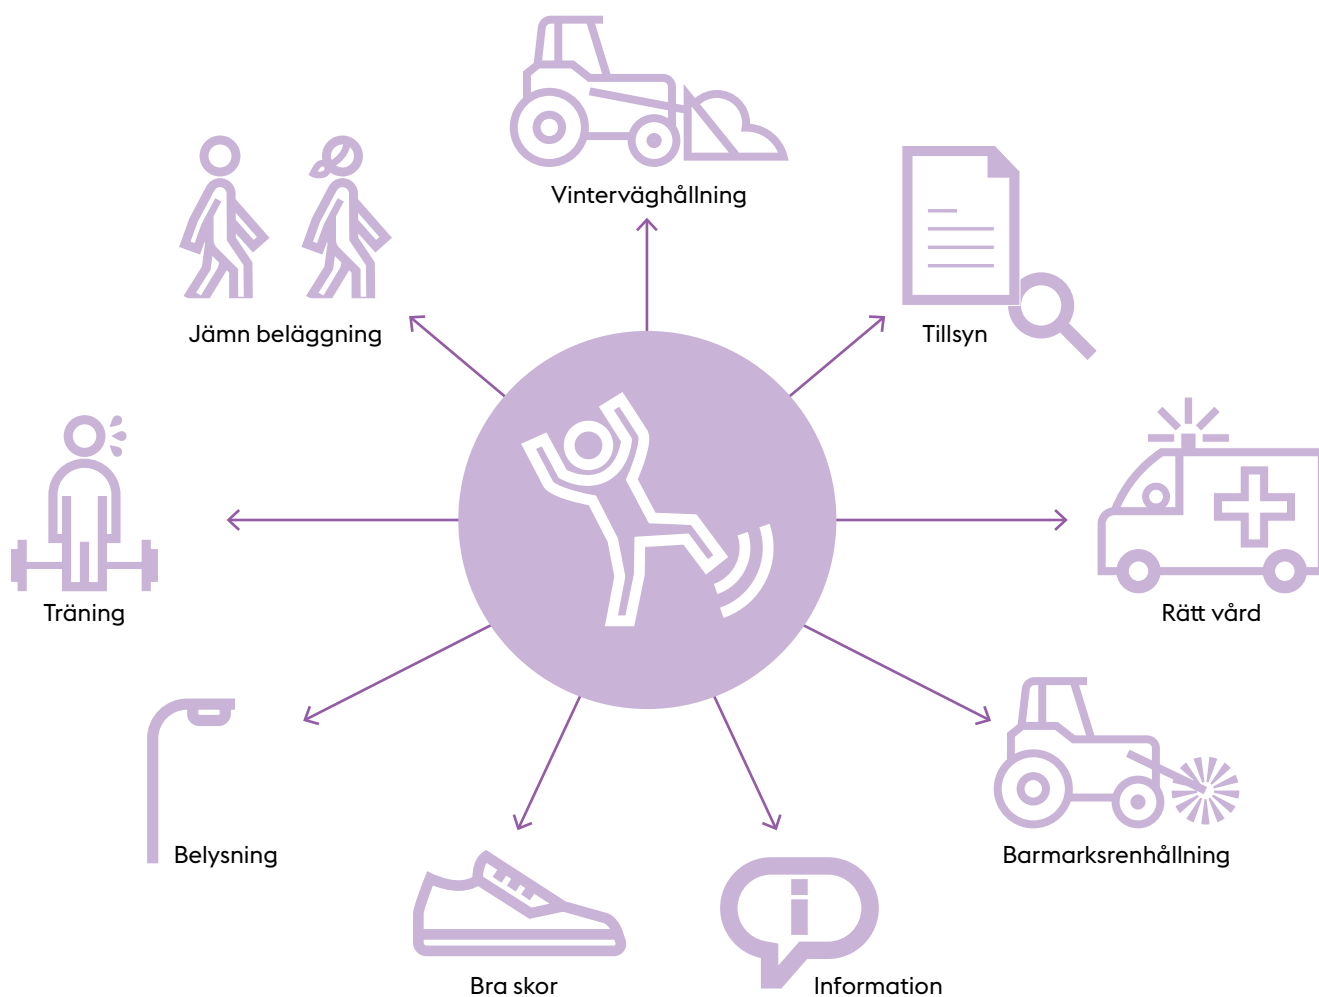 Vinterväghållning
Jämn beläggning
Tillsyn
Träning
Rätt vård
Belysning
Barmarksrenhållning
Bra skor
Information